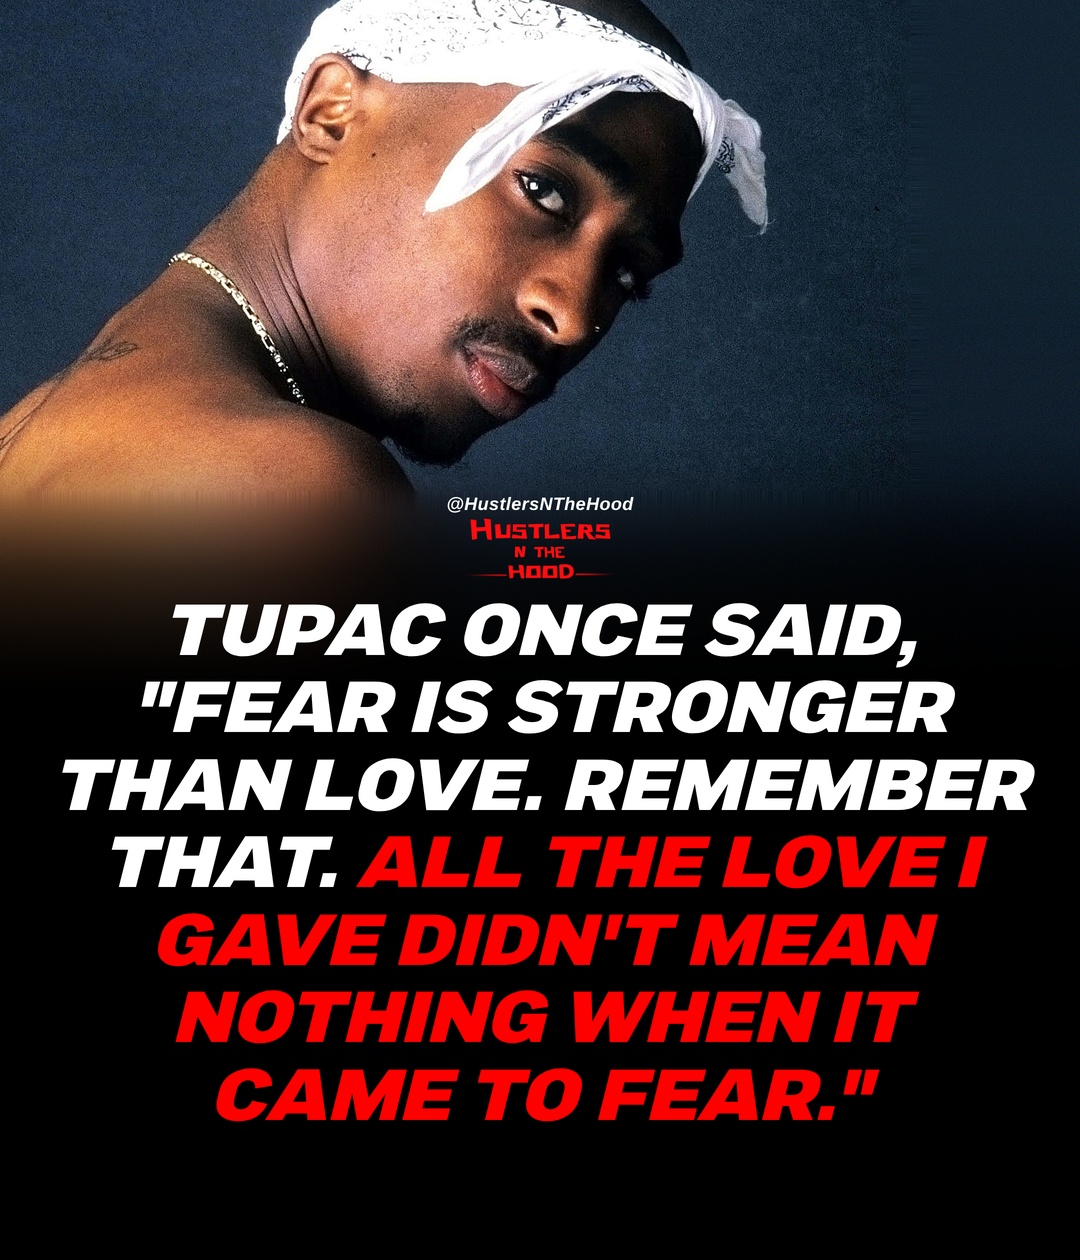 @HustlersNTheHood
HUSTLERS
N THE
HOOD
TUPAC ONCE SAID,
"FEAR IS STRONGER
THAN LOVE. REMEMBER
THAT. ALL THE LOVE I
GAVE DIDN'T MEAN
NOTHING WHEN IT
CAME TO FEAR."